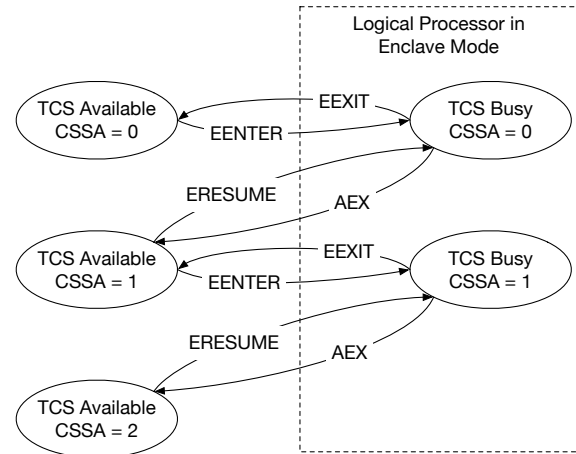 Logical Processor in
Enclave Mode
TCS Available
CSSA = 0
EEXIT
EENTER
TCS Busy
CSSA = 0
ERESUME
AEX
TCS Available
CSSA = 1
EEXIT
EENTER
TCS Busy
CSSA = 1
ERESUME
AEX
TCS Available
CSSA = 2